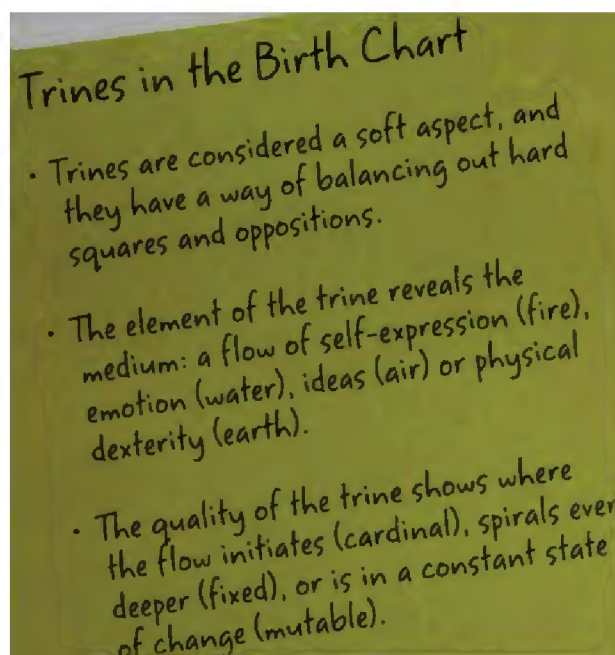 Trines in the Birth Chart
· Trines are considered a soft aspect, and
they have a way of balancing out hard
squares and oppositions.
· The element of the trine reveals the
medium: a flow of self-expression (fire),
emotion (water), ideas (air) or physical
dexterity (earth).
· The quality of the trine shows where
the flow initiates (cardinal), spirals ever
deeper (fixed), or is in a constant state
of change (mutable).